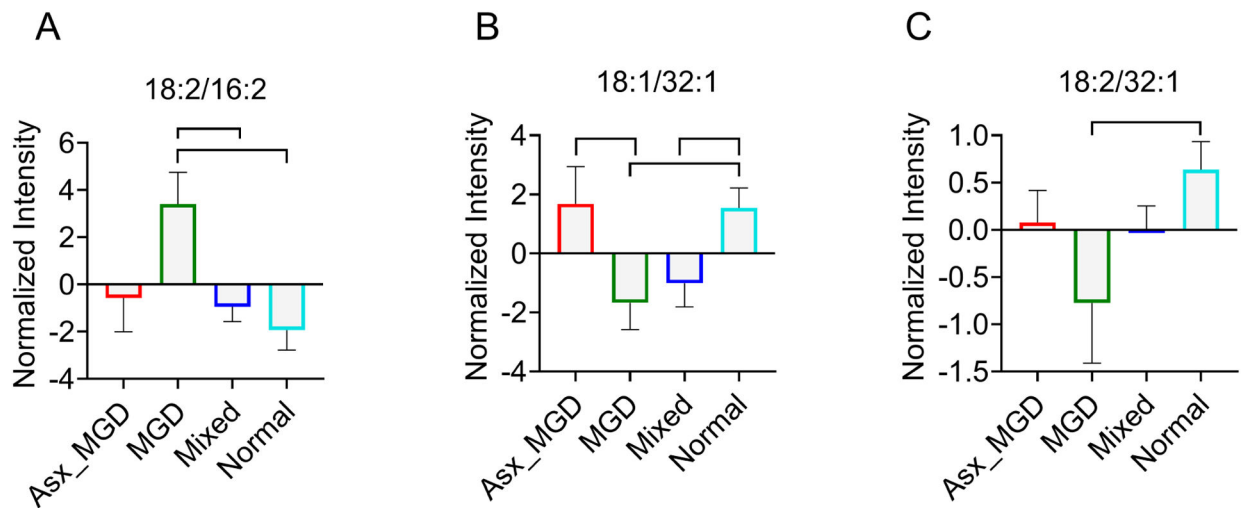 A
18:2/16:2
Normalized Intensity
6
4
2
0
-2
-4
Asx_MGD
MGD
Mixed
Normal
B
18:1/32:1
Normalized Intensity
4
2
0
-2
-4
Asx_MGD
MGD
Mixed
Normal
C
18:2/32:1
Normalized Intensity
1.0
0.5
0.0
-0.5
-1.0
-1.5
Asx_MGD
MGD
Mixed
Normal